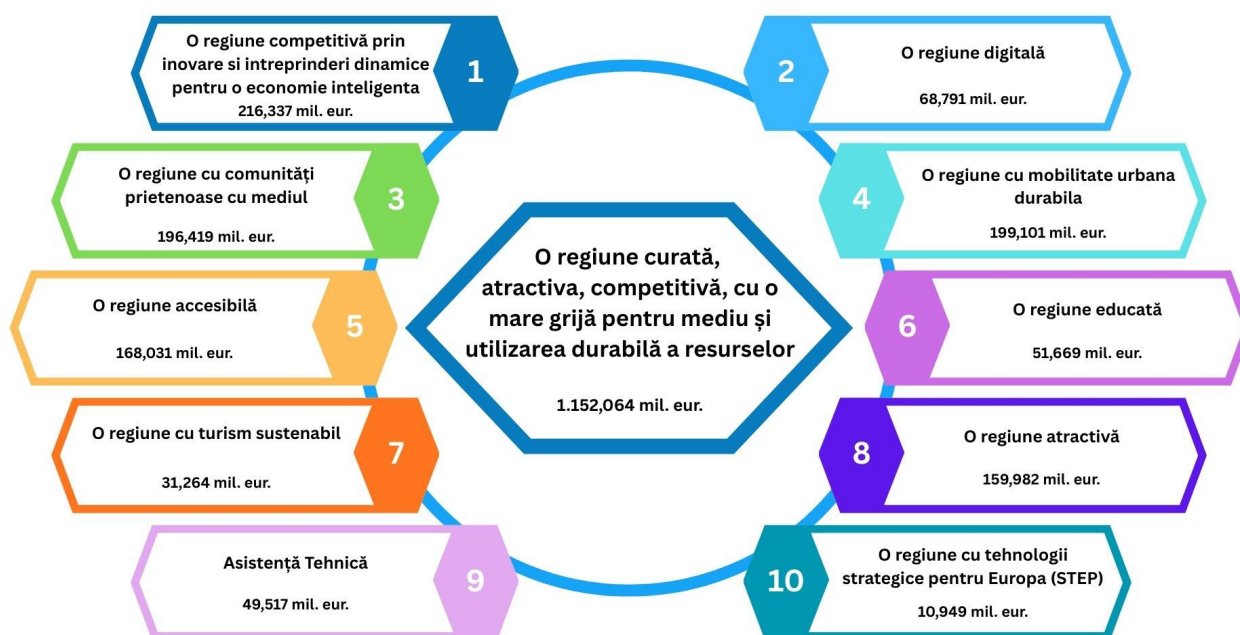 O regiune competitivă prin
inovare si intreprinderi dinamice
pentru o economie inteligenta
216,337 mil. eur.
1
2
O regiune digitală
68,791 mil. eur.
O regiune cu comunități
prietenoase cu mediul
196,419 mil. eur.
3
4
O regiune cu mobilitate urbana
durabila
199,101 mil. eur.
O regiune curată,
atractiva, competitivă, cu o
mare grijă pentru mediu și
utilizarea durabilă a resurselor
1.152,064 mil. eur.
O regiune accesibilă
168,031 mil. eur.
5
6
O regiune educată
51,669 mil. eur.
O regiune cu turism sustenabil
31,264 mil. eur.
7
8
O regiune atractivă
159,982 mil. eur.
Asistență Tehnică
49,517 mil. eur.
9
10
O regiune cu tehnologii
strategice pentru Europa (STEP)
10,949 mil. eur.